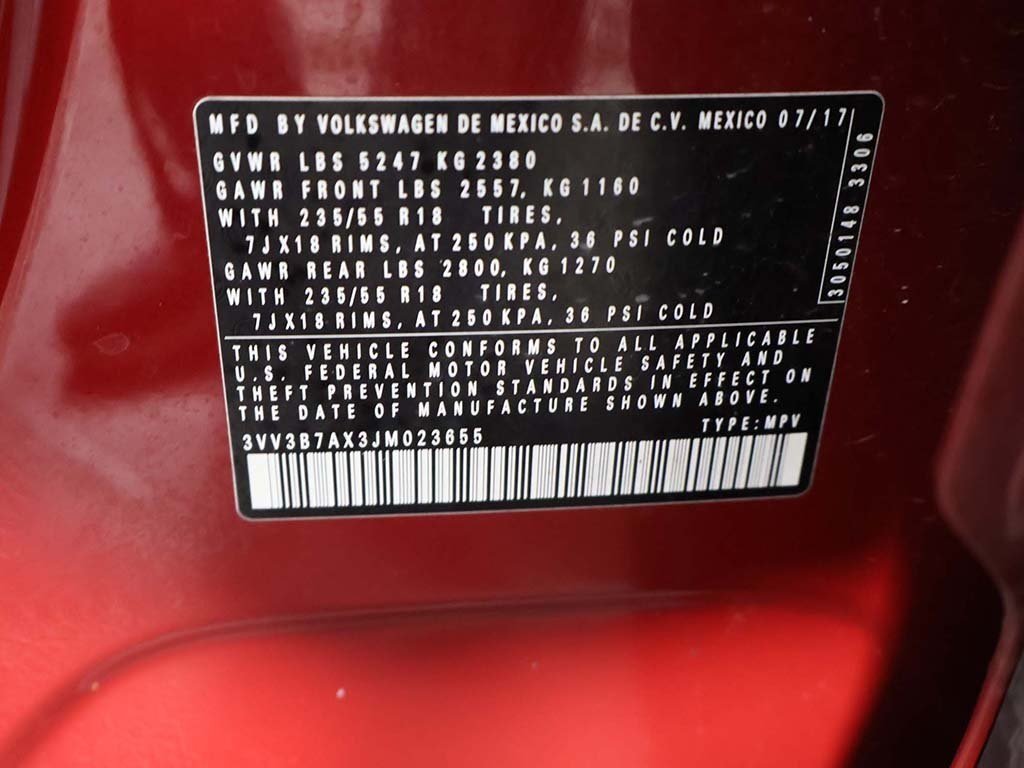 MFD BY VOLKSWAGEN DE MEXICO S.A. DE C.V. MEXICO 07/17
GVWR LBS 5247 KG 2380
GAWR FRONT LBS 2557, KG 1160
WITH 235/55 R18 TIRES,
7JX18 RIMS, AT 250 KPA, 36 PSI COLD
GAWR REAR LBS 2800, KG 1270
WITH 235/55 R18 TIRES,
7JX18 RIMS, AT 250 KPA, 36 PSI COLD
3050148 3306
THIS VEHICLE CONFORMS TO ALL APPLICABLE
U.S. FEDERAL MOTOR VEHICLE SAFETY AND
THEFT PREVENTION STANDARDS IN EFFECT ON
THE DATE OF MANUFACTURE SHOWN ABOVE.
3VV3B7AX3JM023655 TYPE: MPV